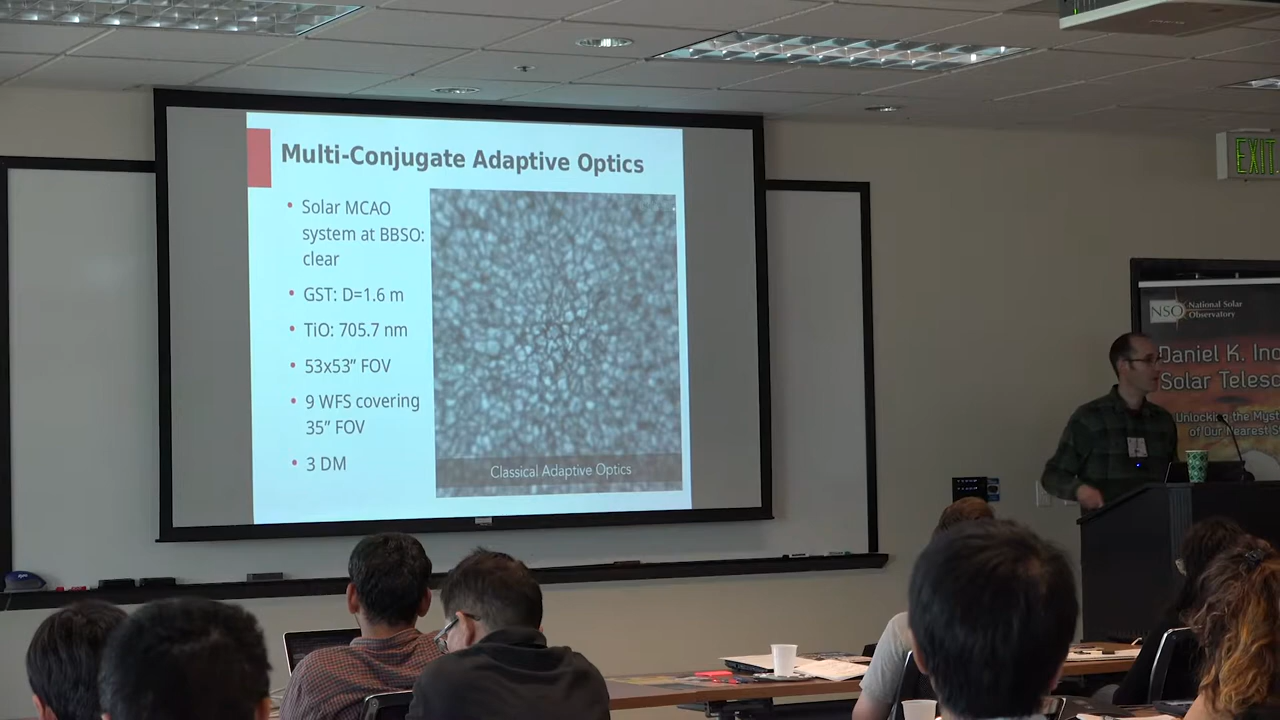 Multi-Conjugate Adaptive Optics
• Solar MCAO
system at BBSO:
clear
• GST: D=1.6 m
• TiO: 705.7 nm
• 53x53” FOV
• 9 WFS covering
35” FOV
• 3 DM
Classical Adaptive Optics
EXIT
NSO National Solar
Observatory
Daniel K. Ino
Solar Telesc
Unlocking the Myst
of Our Nearest S